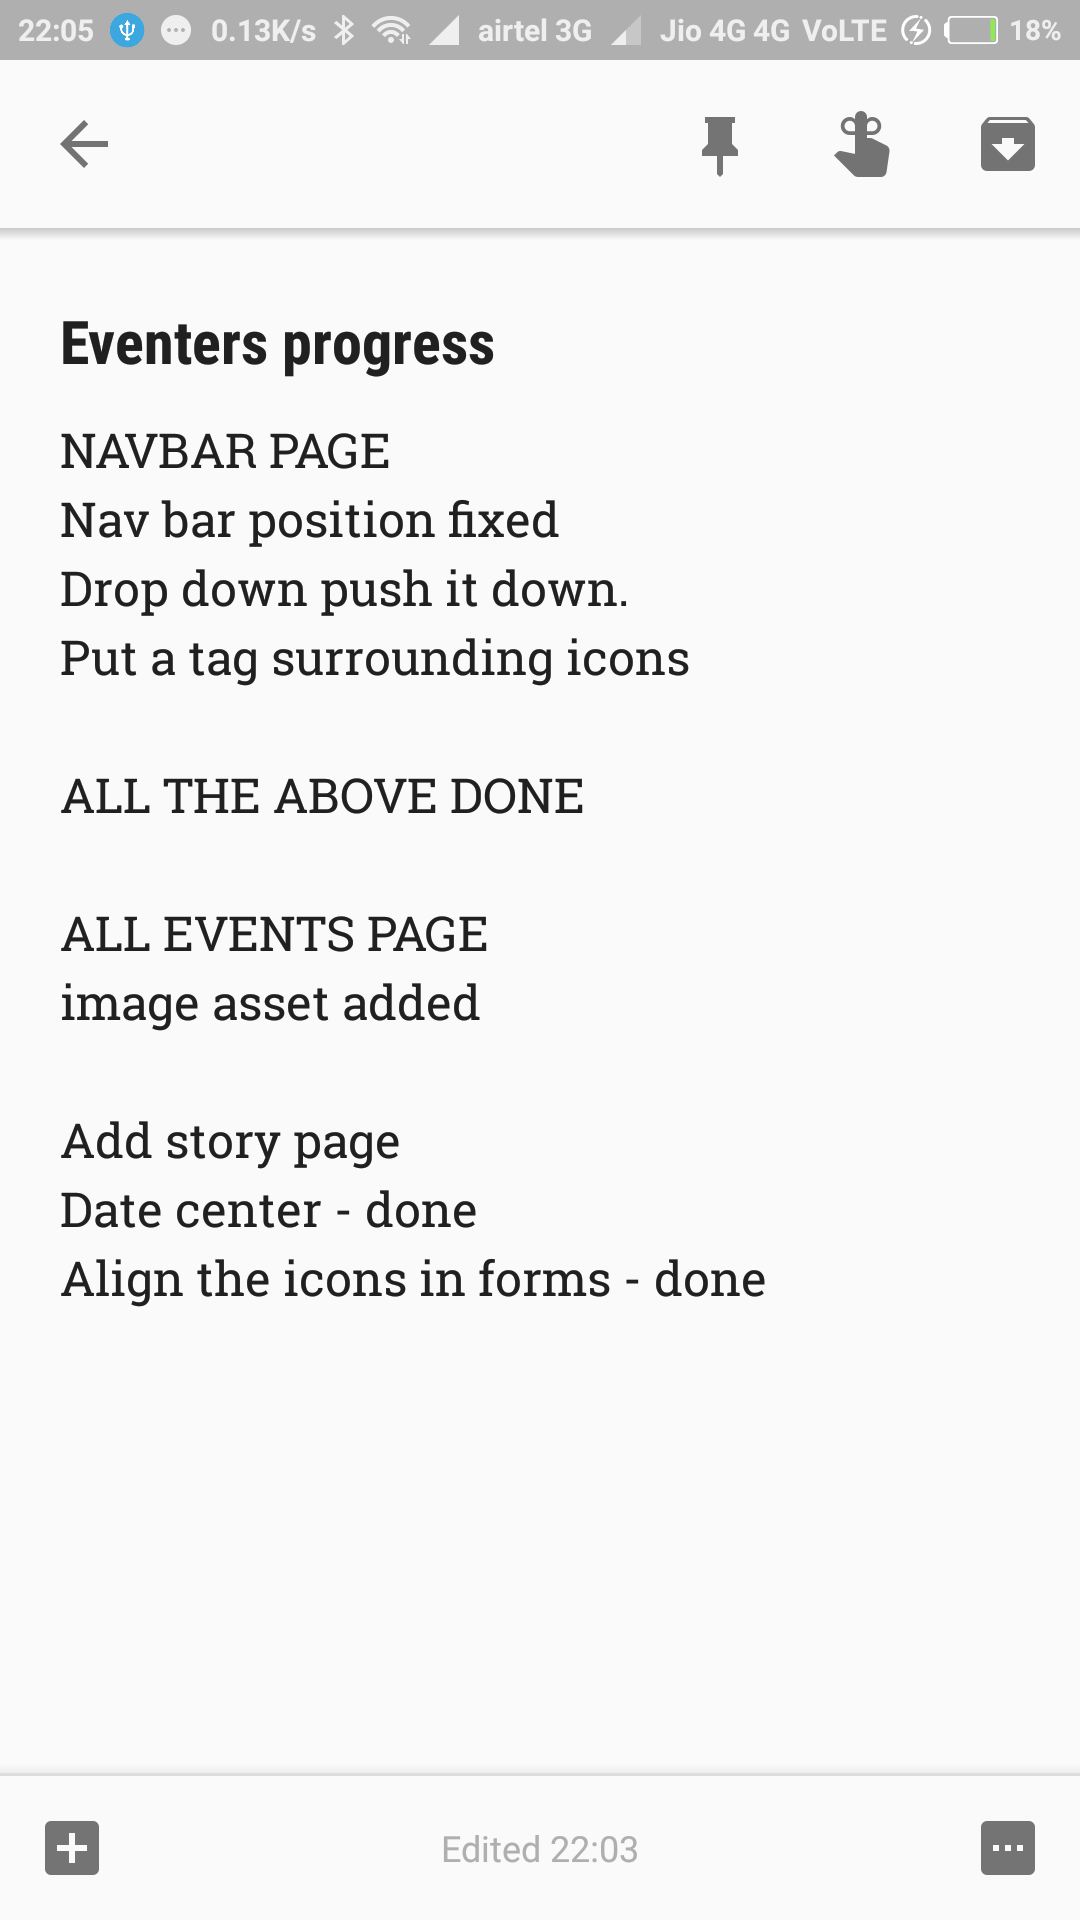 22:05 0.13K/s airtel 3G Jio 4G 4G VoLTE 18%
Eventers progress
NAVBAR PAGE
Nav bar position fixed
Drop down push it down.
Put a tag surrounding icons
ALL THE ABOVE DONE
ALL EVENTS PAGE
image asset added
Add story page
Date center - done
Align the icons in forms - done
Edited 22:03